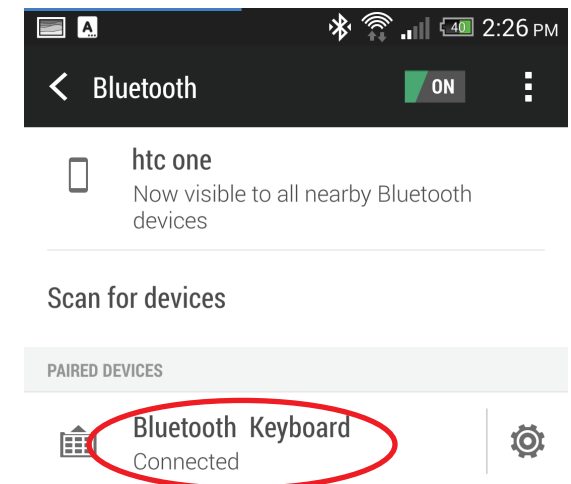 A 40 2:26 PM
Bluetooth ON
htc one
Now visible to all nearby Bluetooth
devices
Scan for devices
PAIRED DEVICES
Bluetooth Keyboard
Connected